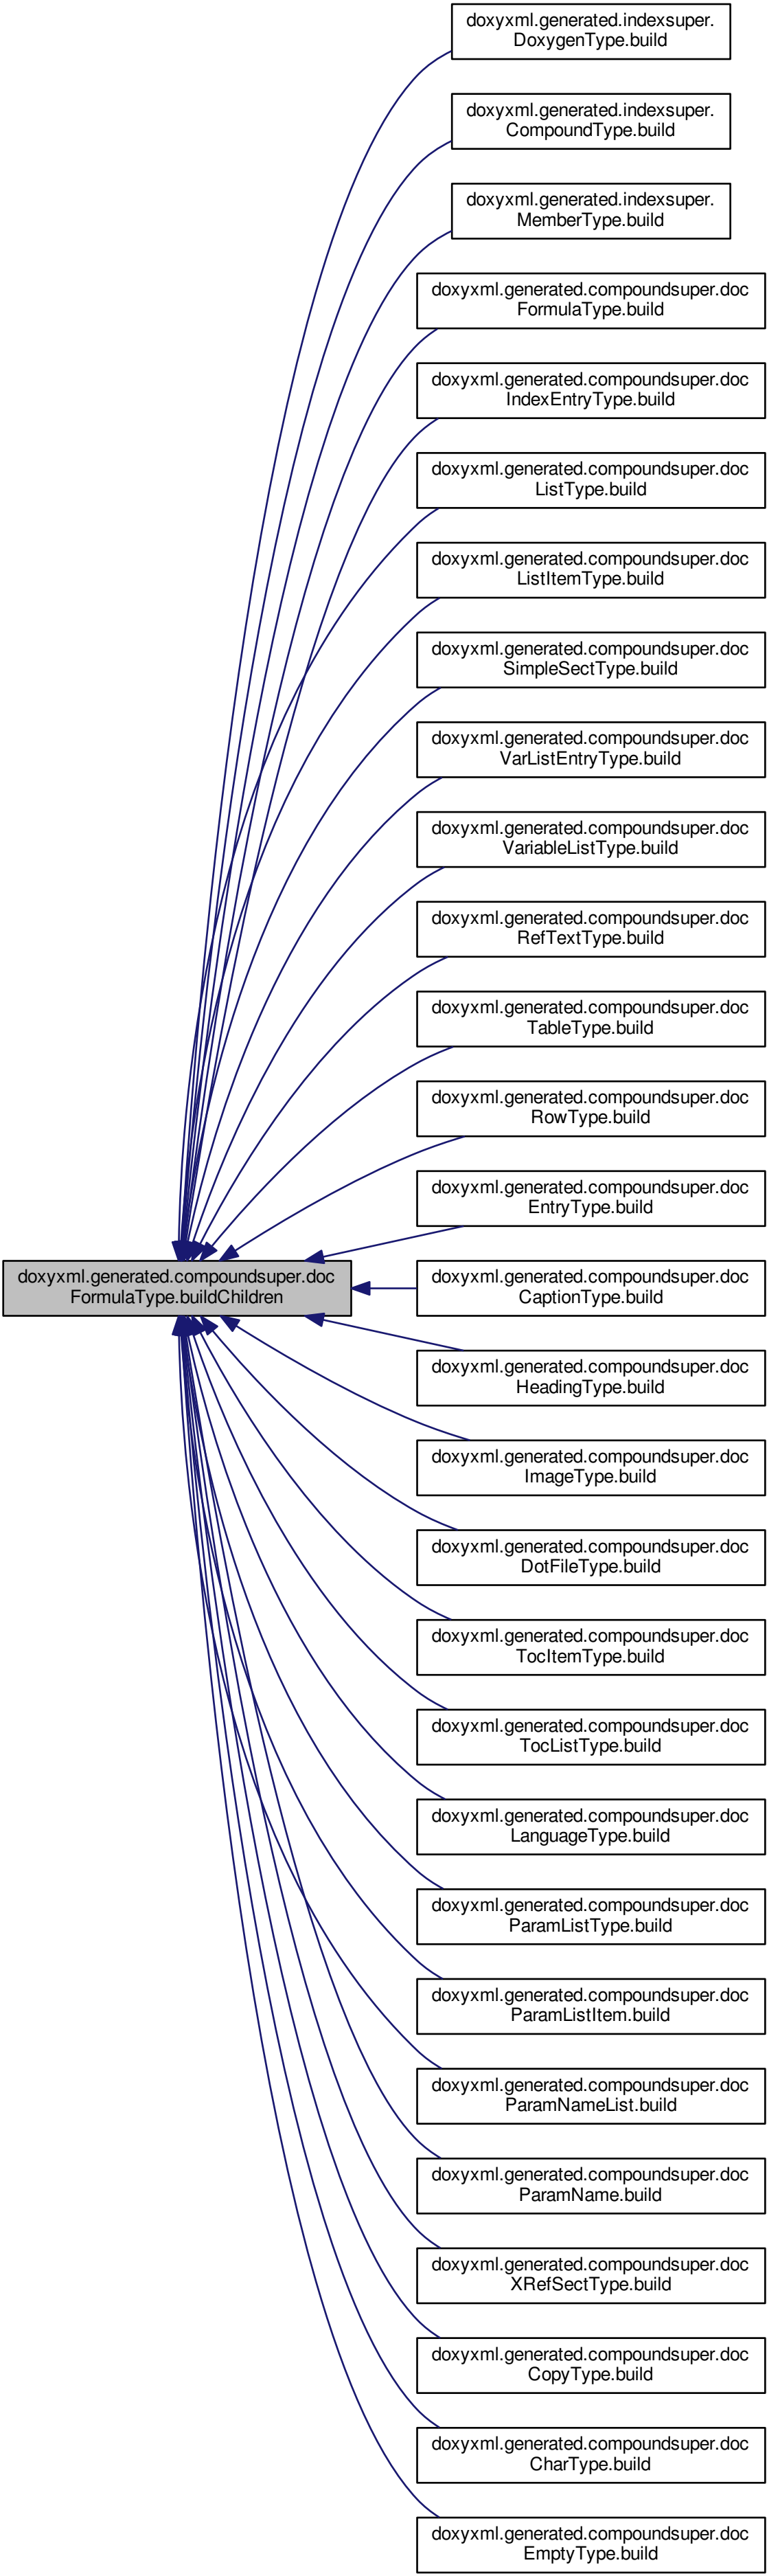 doxyxml.generated.indexsuper.
DoxygenType.build
doxyxml.generated.indexsuper.
CompoundType.build
doxyxml.generated.indexsuper.
MemberType.build
doxyxml.generated.compoundsuper.doc
FormulaType.build
doxyxml.generated.compoundsuper.doc
IndexEntryType.build
doxyxml.generated.compoundsuper.doc
ListType.build
doxyxml.generated.compoundsuper.doc
ListItemType.build
doxyxml.generated.compoundsuper.doc
SimpleSectType.build
doxyxml.generated.compoundsuper.doc
VarListEntryType.build
doxyxml.generated.compoundsuper.doc
VariableListType.build
doxyxml.generated.compoundsuper.doc
RefTextType.build
doxyxml.generated.compoundsuper.doc
TableType.build
doxyxml.generated.compoundsuper.doc
RowType.build
doxyxml.generated.compoundsuper.doc
EntryType.build
doxyxml.generated.compoundsuper.doc
FormulaType.buildChildren
doxyxml.generated.compoundsuper.doc
CaptionType.build
doxyxml.generated.compoundsuper.doc
HeadingType.build
doxyxml.generated.compoundsuper.doc
ImageType.build
doxyxml.generated.compoundsuper.doc
DotFileType.build
doxyxml.generated.compoundsuper.doc
TocItemType.build
doxyxml.generated.compoundsuper.doc
TocListType.build
doxyxml.generated.compoundsuper.doc
LanguageType.build
doxyxml.generated.compoundsuper.doc
ParamListType.build
doxyxml.generated.compoundsuper.doc
ParamListItem.build
doxyxml.generated.compoundsuper.doc
ParamNameList.build
doxyxml.generated.compoundsuper.doc
ParamName.build
doxyxml.generated.compoundsuper.doc
XRefSectType.build
doxyxml.generated.compoundsuper.doc
CopyType.build
doxyxml.generated.compoundsuper.doc
CharType.build
doxyxml.generated.compoundsuper.doc
EmptyType.build